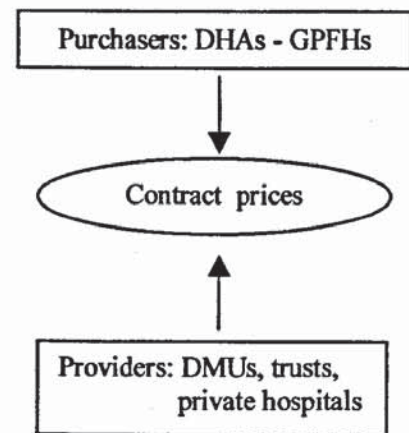 Purchasers: DHAs - GPFHs
Contract prices
Providers: DMUs, trusts,
private hospitals